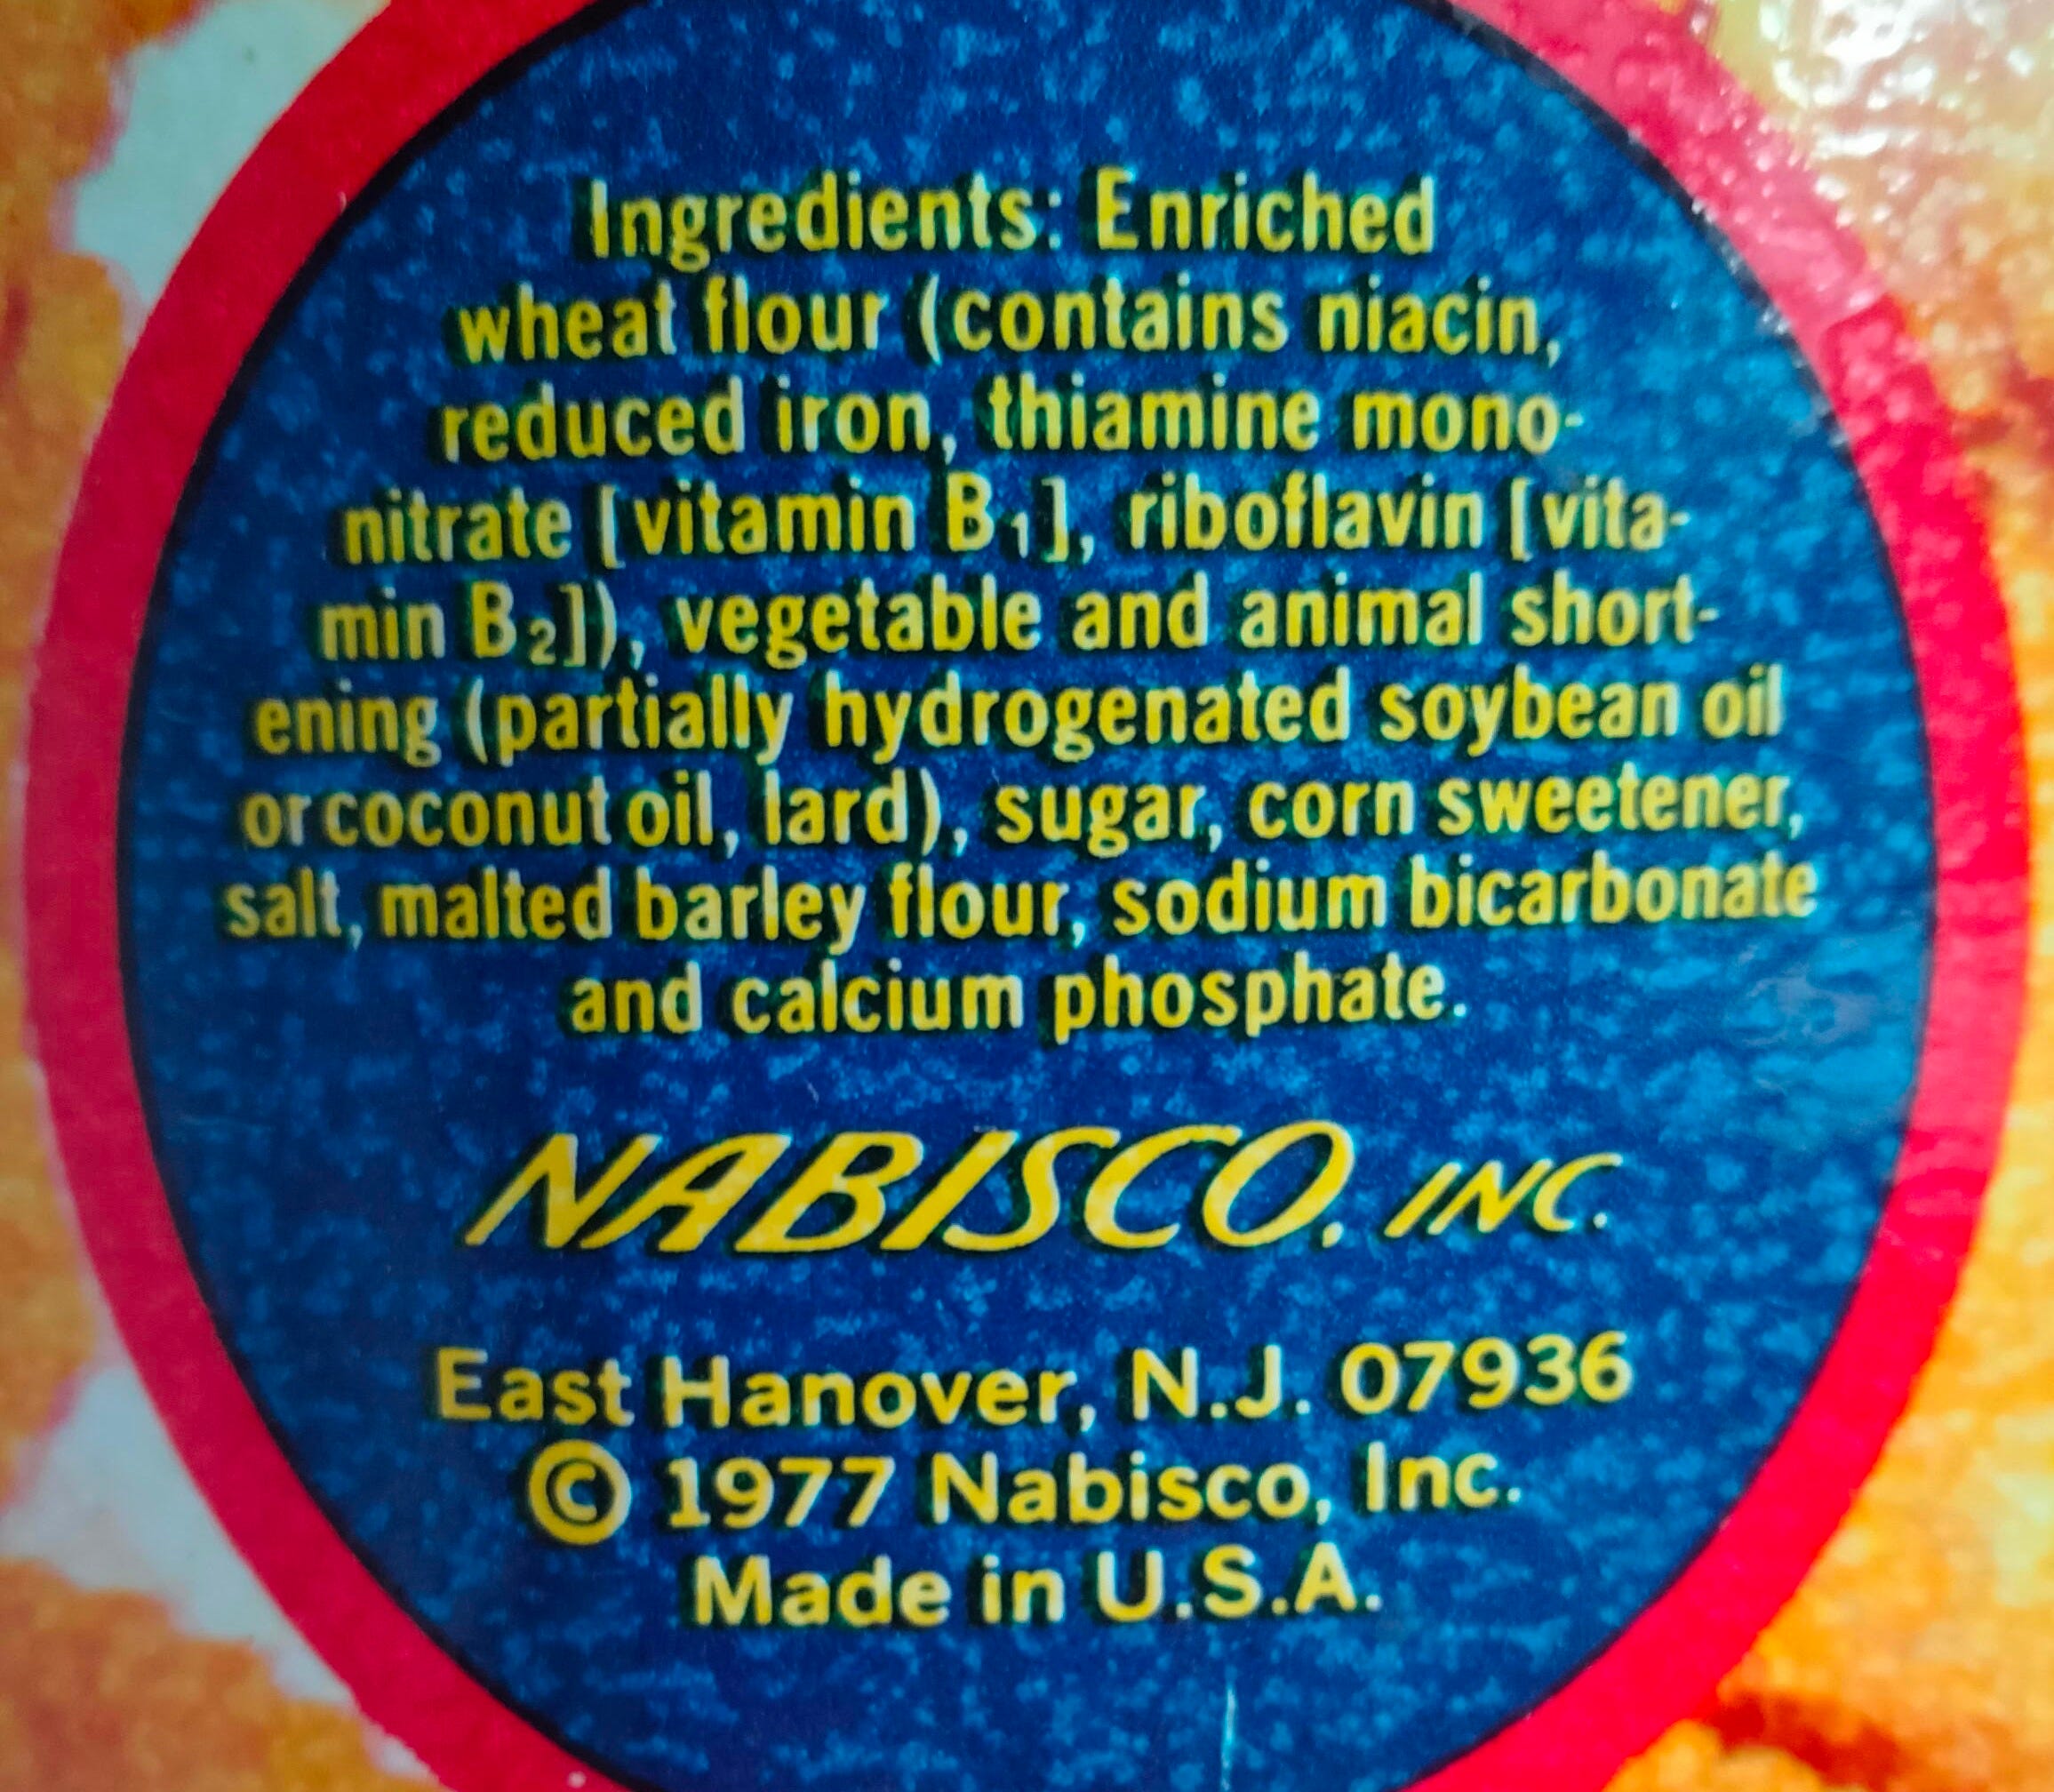 Ingredients: Enriched
wheat flour (contains niacin,
reduced iron, thiamine mono-
nitrate [vitamin B₁], riboflavin [vita-
min B₂]), vegetable and animal short-
ening (partially hydrogenated soybean oil
or coconut oil, lard), sugar, corn sweetener,
salt, malted barley flour, sodium bicarbonate
and calcium phosphate.
NABISCO, INC.
East Hanover, N.J. 07936
© 1977 Nabisco, Inc.
Made in U.S.A.